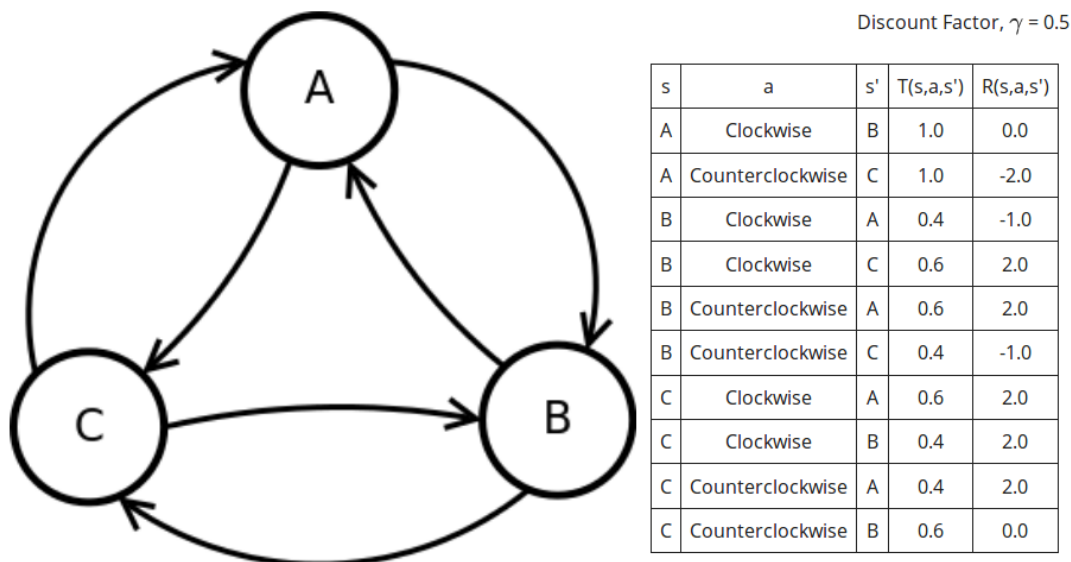 Discount Factor, γ = 0.5
A
C
B
s a s' T(s,a,s') R(s,a,s')
A Clockwise B 1.0 0.0
A Counterclockwise C 1.0 -2.0
B Clockwise A 0.4 -1.0
B Clockwise C 0.6 2.0
B Counterclockwise A 0.6 2.0
B Counterclockwise C 0.4 -1.0
C Clockwise A 0.6 2.0
C Clockwise B 0.4 2.0
C Counterclockwise A 0.4 2.0
C Counterclockwise B 0.6 0.0